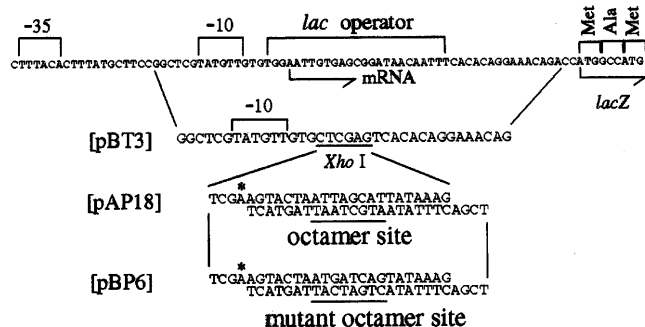 -35 -10 lac operator Met Ala Met
CTTTACACTTTATGCTTCCGGCTCGTATGTTGTGTGGAATTGTGAGCGGATAACAATTTCACACAGGAAACAGACCATGGCCATG
mRNA lacZ
-10
[pBT3] GGCTCGTATGTTGTGCTCGAGTCACACAGGAAACAG
Xho I
*
[pAP18] TCGAAGTACTAATTAGCATTATAAAG
TCATGATTAATCGTAATATTTCAGCT
octamer site
*
[pBP6] TCGAAGTACTAATGATCAGTATAAAG
TCATGATTACTAGTCATATTTCAGCT
mutant octamer site